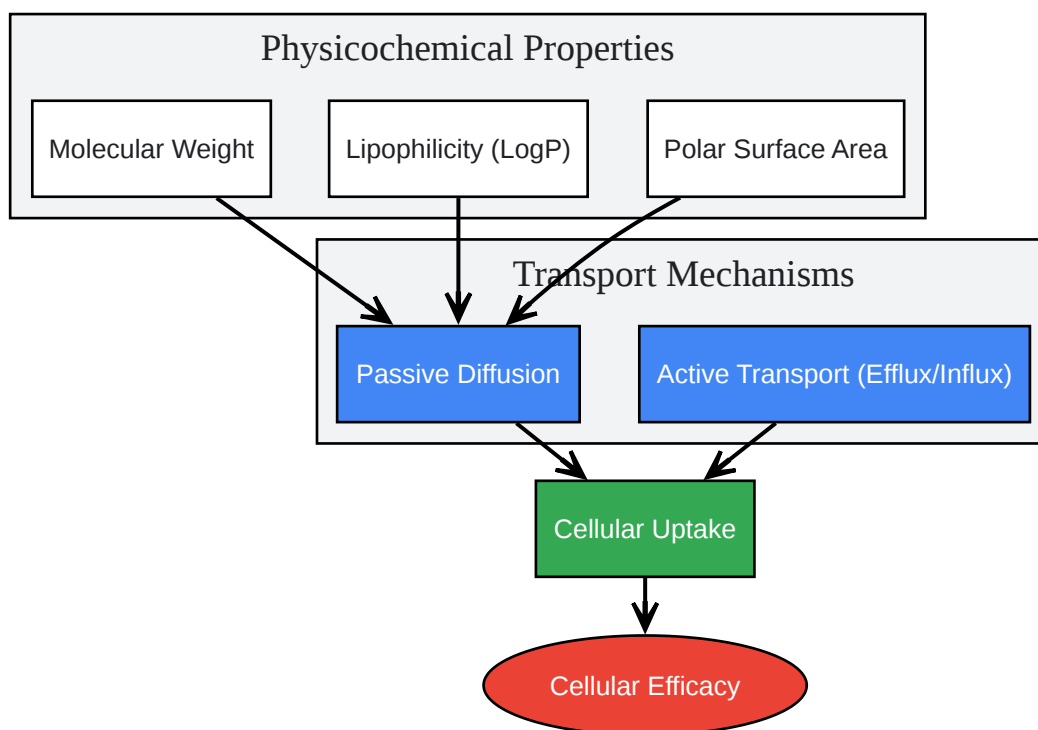 Physicochemical Properties
Molecular Weight
Lipophilicity (LogP)
Polar Surface Area
Transport Mechanisms
Passive Diffusion
Active Transport (Efflux/Influx)
Cellular Uptake
Cellular Efficacy